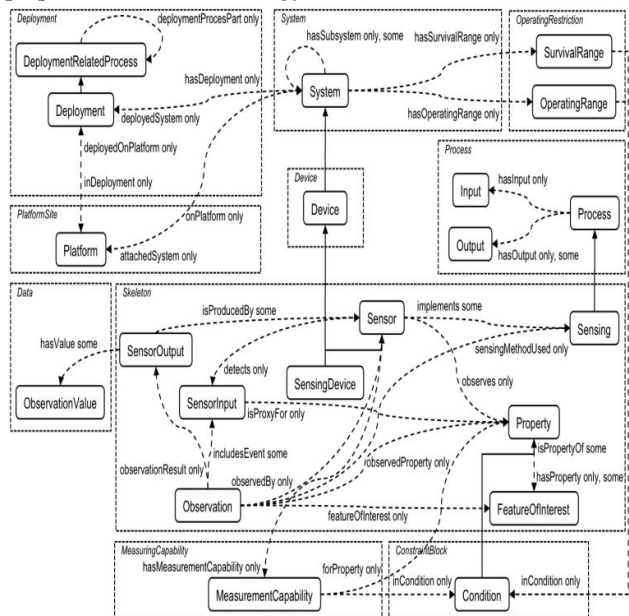 Deployment
deploymentProcesPart only
DeploymentRelatedProcess
Deployment
hasDeployment only
deployedSystem only
deployedOnPlatform only
inDeployment only
System
hasSubsystem only, some
System
hasSurvivalRange only
hasOperatingRange only
OperatingRestriction
SurvivalRange
OperatingRange
Process
Input
hasInput only
Process
Output
hasOutput only, some
Device
Device
PlatformSite
Platform
onPlatform only
attachedSystem only
Data
hasValue some
ObservationValue
Skeleton
isProducedBy some
Sensor
implements some
SensorOutput
Sensing
detects only
sensingMethodUsed only
SensingDevice
observes only
SensorInput
isProxyFor only
Property
includesEvent some
isPropertyOf some
observationResult only
observedBy only
observedProperty only
hasProperty only, some
Observation
featureOfInterest only
FeatureOfInterest
MeasuringCapability
hasMeasurementCapability only
forProperty only
MeasurementCapability
ConstraintBlock
inCondition only
Condition
inCondition only